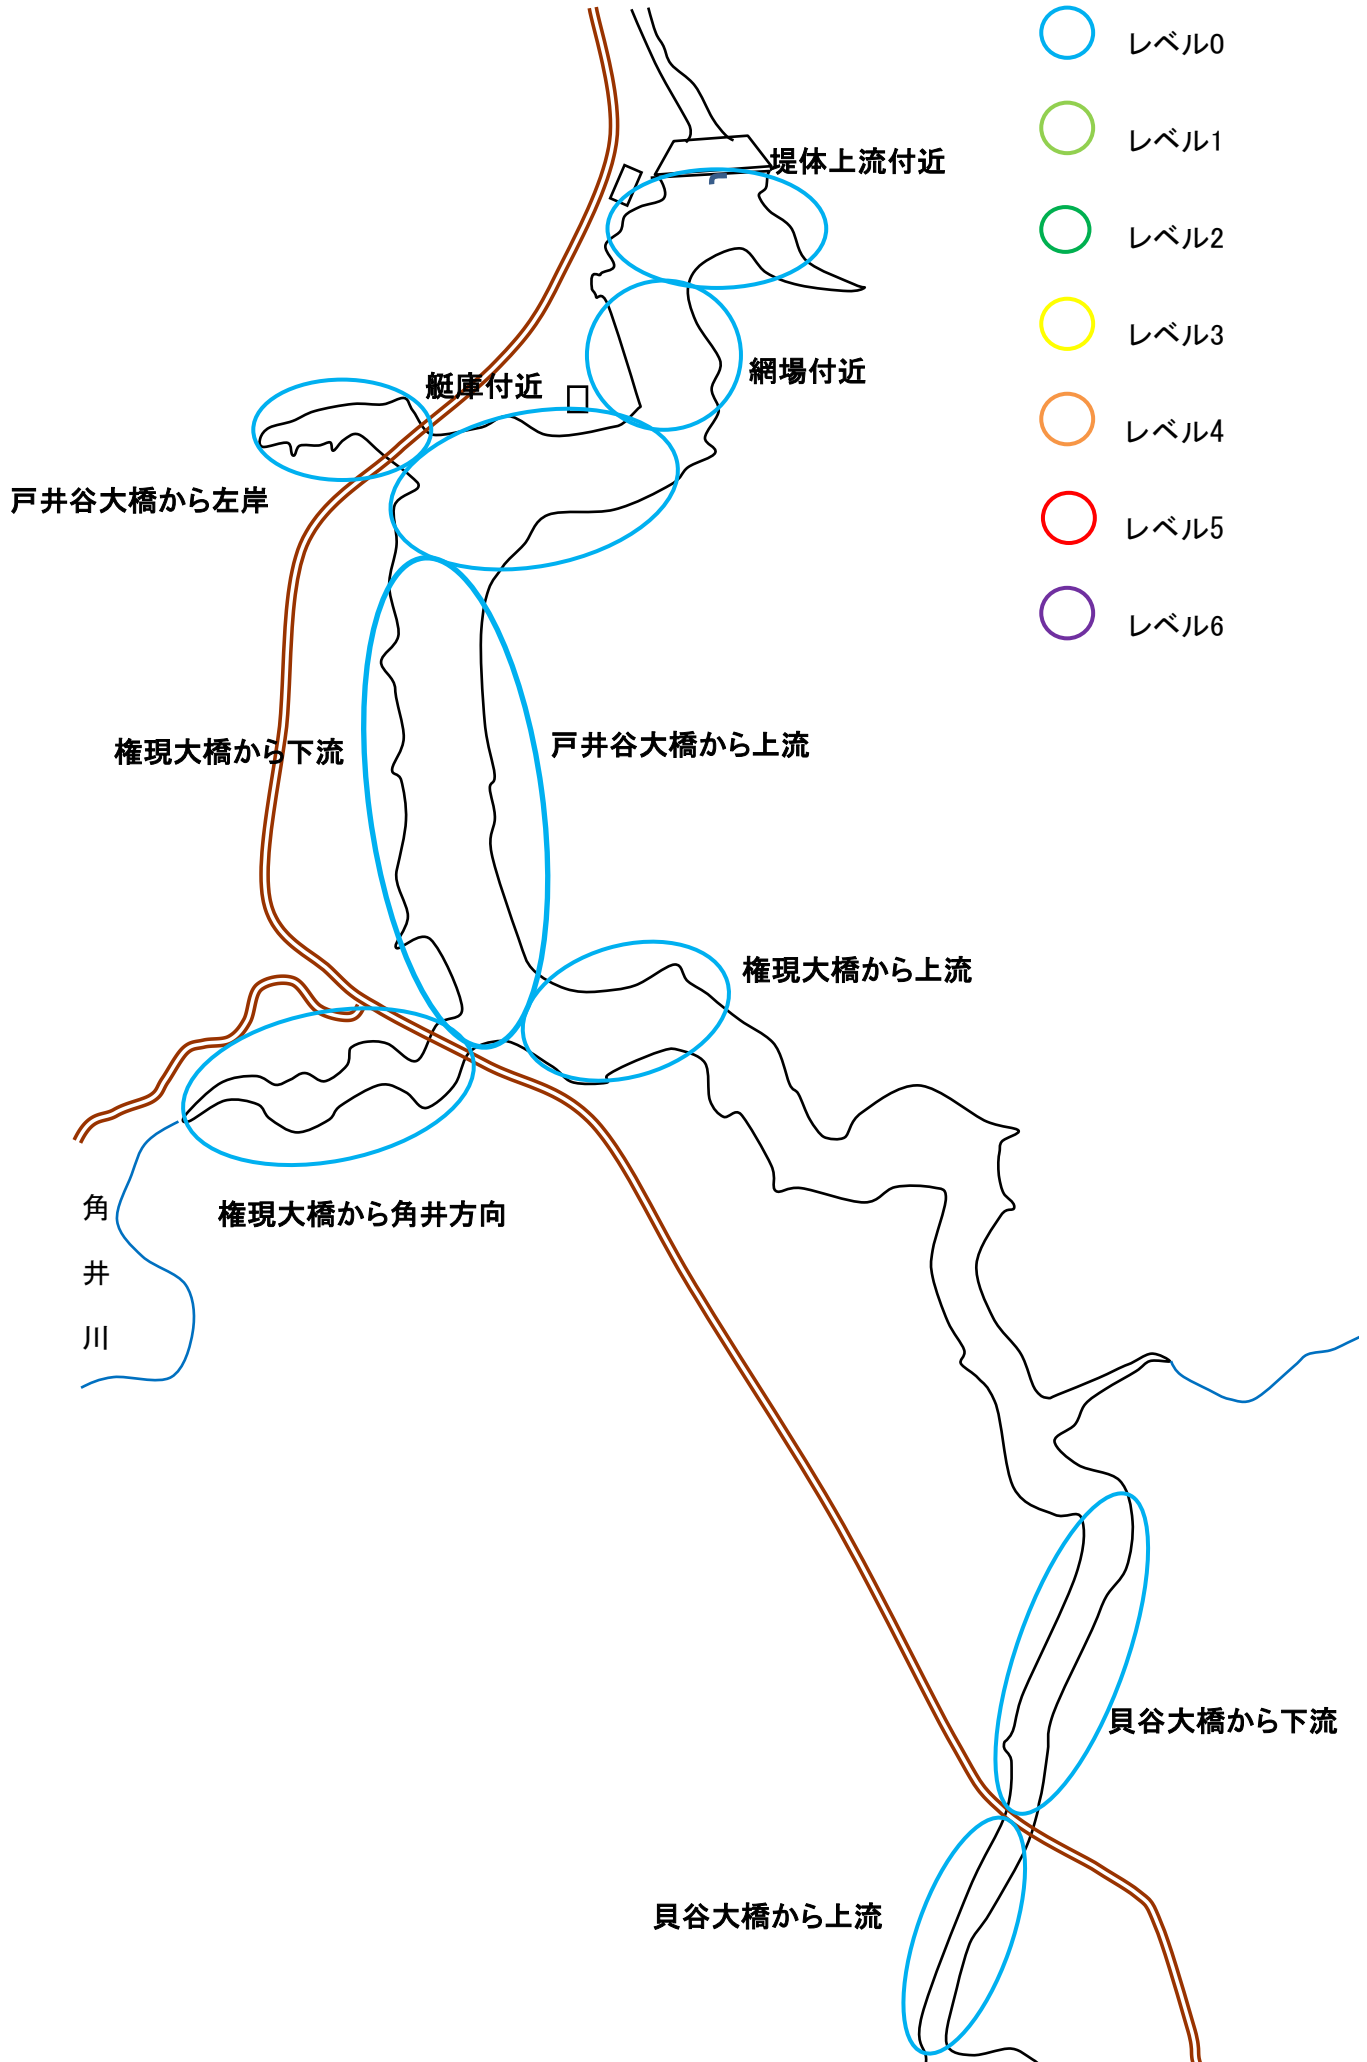 レベル0
レベル1
堤体上流付近
レベル2
レベル3
網場付近
艇庫付近
レベル4
戸井谷大橋から左岸
レベル5
レベル6
権現大橋から下流
戸井谷大橋から上流
権現大橋から上流
角
井
川
権現大橋から角井方向
貝谷大橋から下流
貝谷大橋から上流